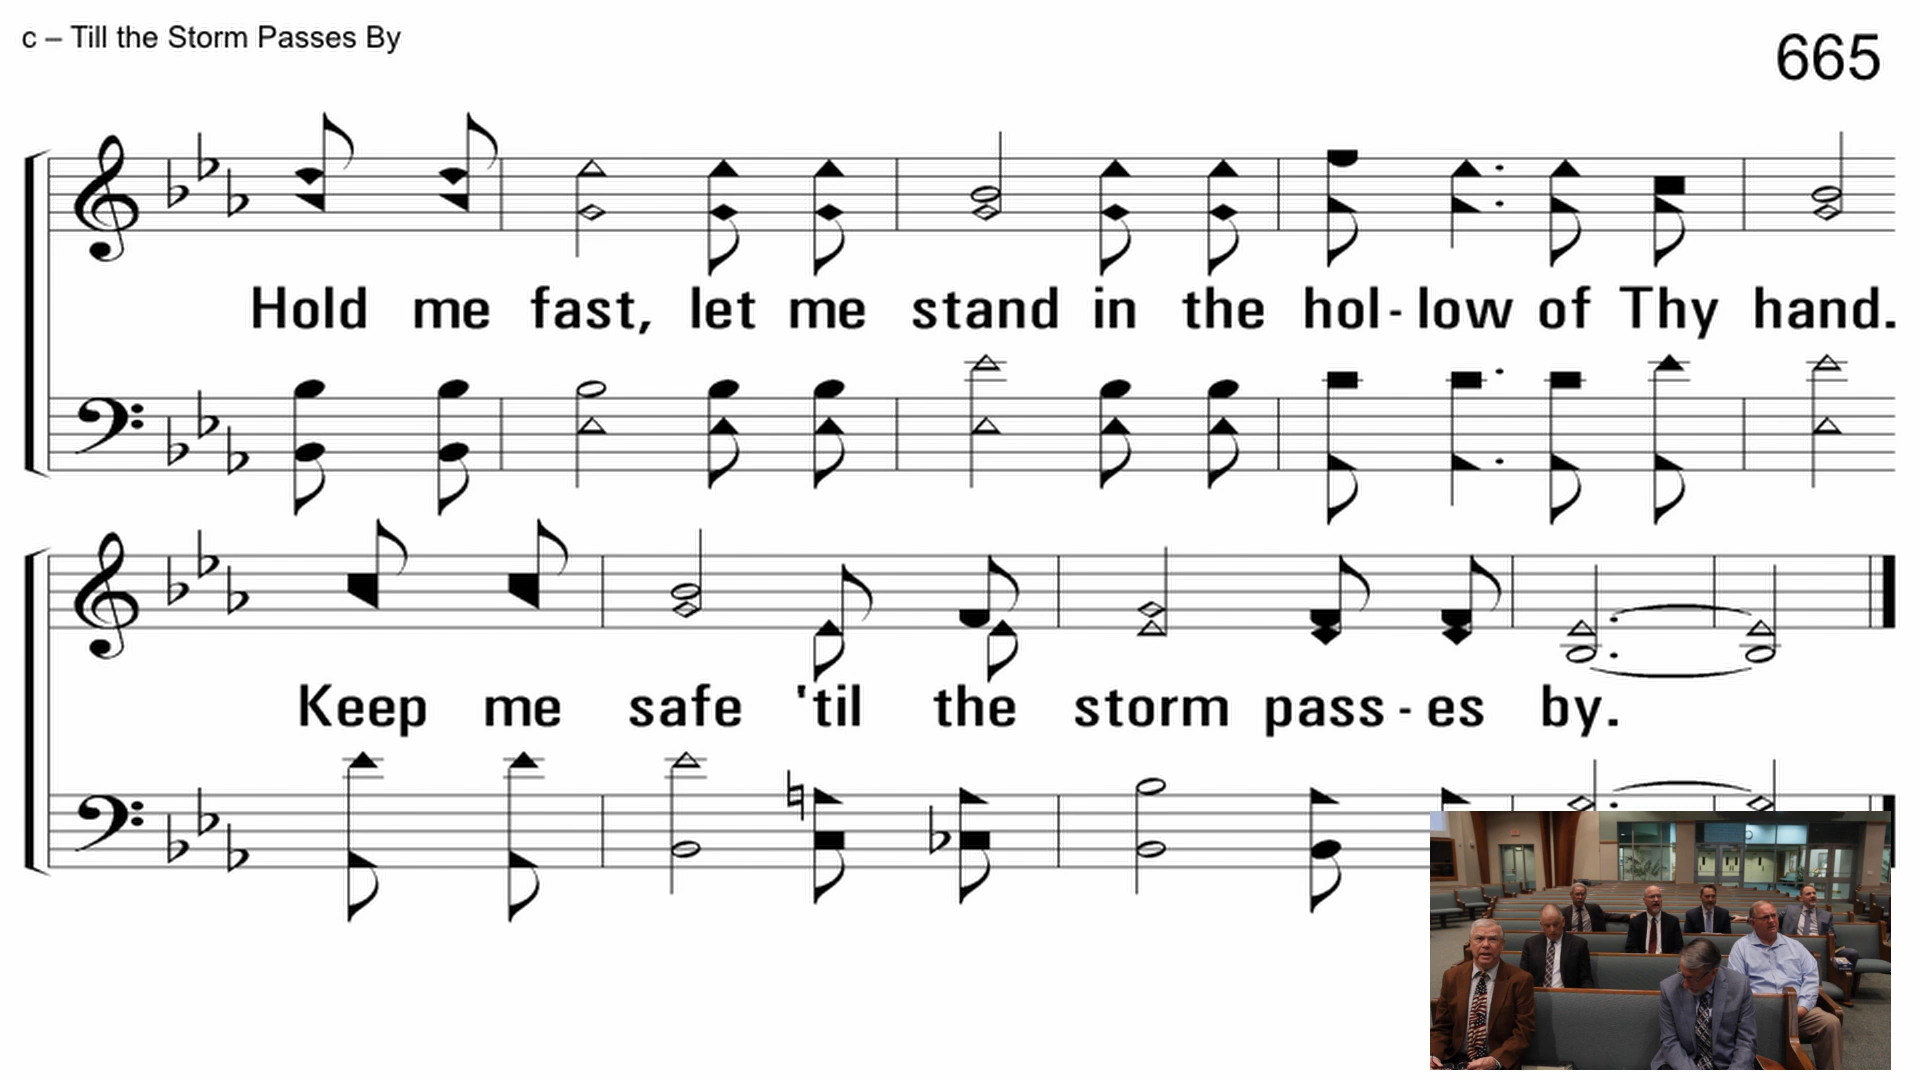 c – Till the Storm Passes By
665
Hold me fast, let me stand in the hol - low of Thy hand.
Keep me safe 'til the storm pass - es by.